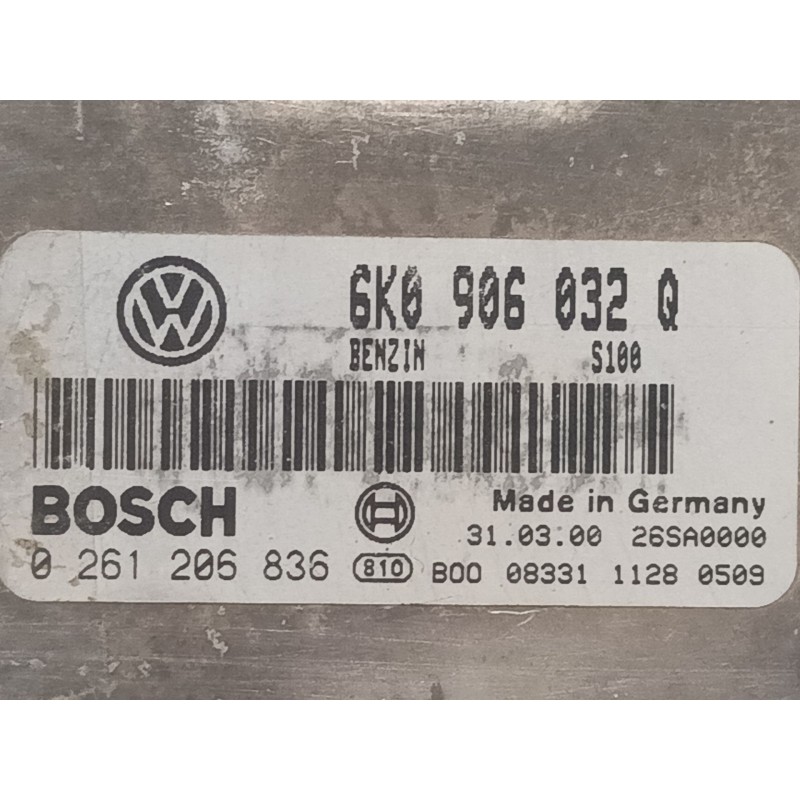 6K0 906 032 Q
BENZIN S100
BOSCH
Made in Germany
31.03.00 26SA0000
0 261 206 836 810 B00 08331 1128 0509